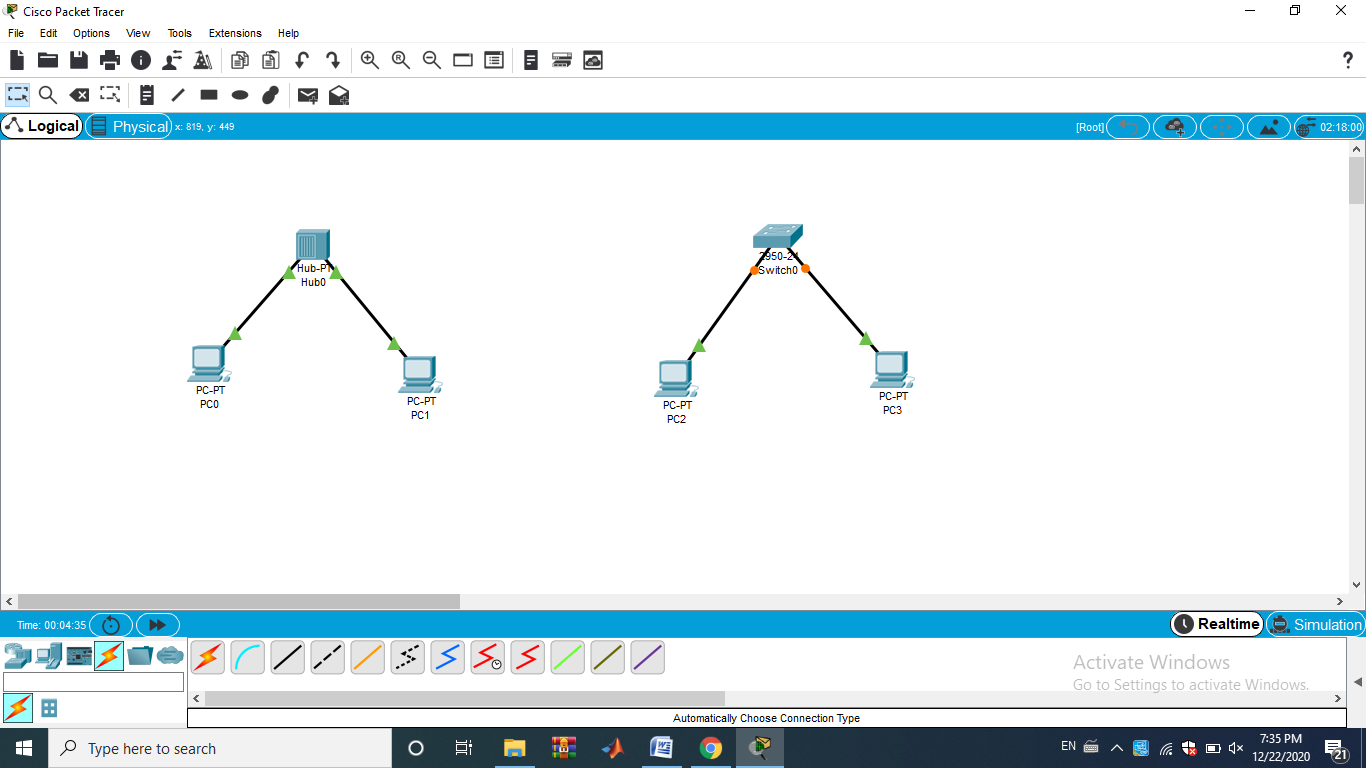 Cisco Packet Tracer
File Edit Options View Tools Extensions Help
Logical Physical x: 819, y: 449 [Root] 02:18:00
Hub-PT
Hub0
2950-24
Switch0
PC-PT
PC0
PC-PT
PC1
PC-PT
PC2
PC-PT
PC3
Time: 00:04:35 Realtime Simulation
Activate Windows
Go to Settings to activate Windows.
Automatically Choose Connection Type
Type here to search
EN
7:35 PM
12/22/2020
21